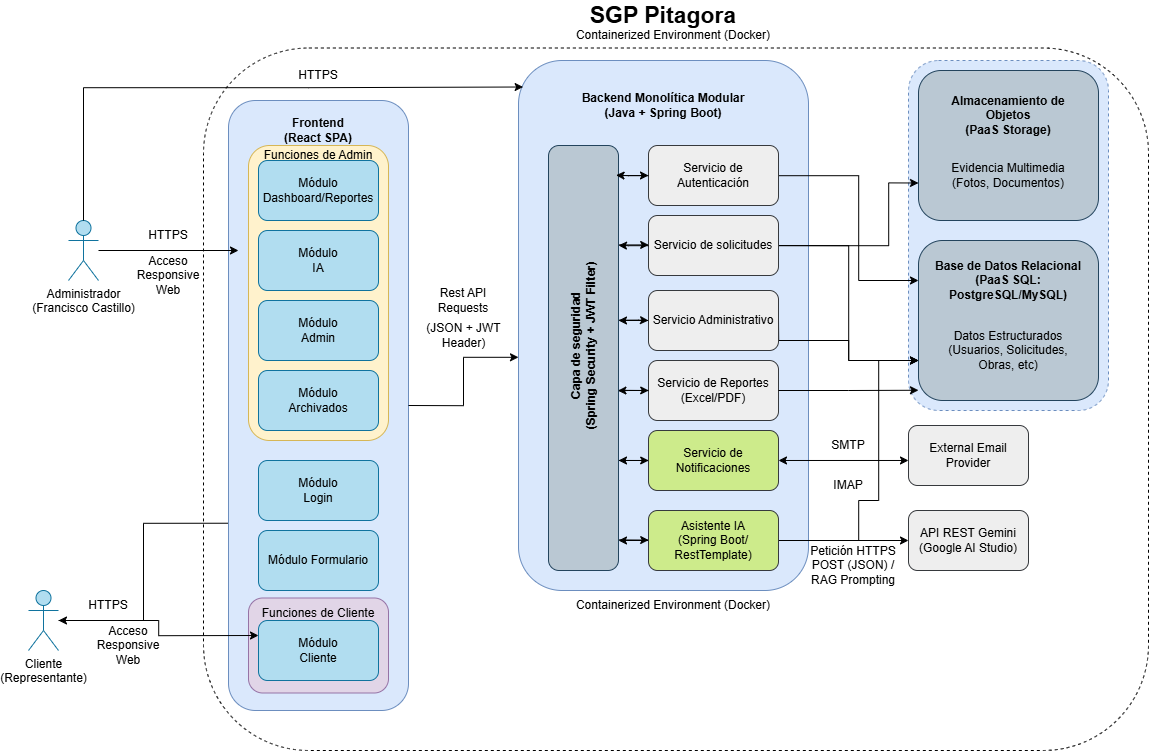 SGP Pitagora
Containerized Environment (Docker)
HTTPS
Frontend
(React SPA)
Funciones de Admin
Módulo
Dashboard/Reportes
Módulo
IA
Módulo
Admin
Módulo
Archivados
Módulo
Login
Módulo Formulario
Funciones de Cliente
Módulo
Cliente
HTTPS
Acceso
Responsive
Web
Administrador
(Francisco Castillo)
HTTPS
Acceso
Responsive
Web
Cliente
(Representante)
Rest API
Requests
(JSON + JWT
Header)
Backend Monolítica Modular
(Java + Spring Boot)
Capa de seguridad
(Spring Security + JWT Filter)
Servicio de
Autenticación
Servicio de solicitudes
Servicio Administrativo
Servicio de Reportes
(Excel/PDF)
Servicio de
Notificaciones
Asistente IA
(Spring Boot/
RestTemplate)
Containerized Environment (Docker)
Almacenamiento de
Objetos
(PaaS Storage)
Evidencia Multimedia
(Fotos, Documentos)
Base de Datos Relacional
(PaaS SQL:
PostgreSQL/MySQL)
Datos Estructurados
(Usuarios, Solicitudes,
Obras, etc)
SMTP
IMAP
External Email
Provider
API REST Gemini
(Google AI Studio)
Petición HTTPS
POST (JSON) /
RAG Prompting